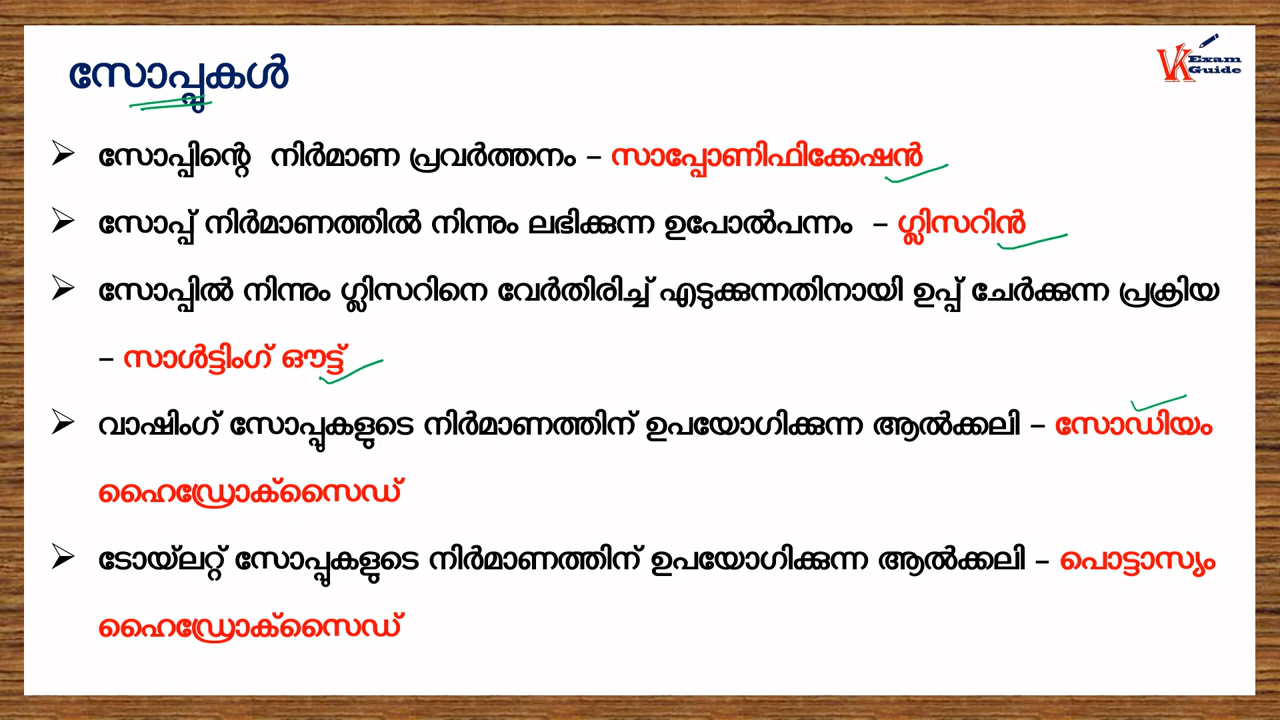 സോപ്പുകൾ
VK Exam Guide
➢ സോപ്പിന്റെ നിർമാണ പ്രവർത്തനം – സാപ്പോണിഫിക്കേഷൻ
➢ സോപ്പ് നിർമാണത്തിൽ നിന്നും ലഭിക്കുന്ന ഉപോൽപന്നം – ഗ്ലിസറിൻ
➢ സോപ്പിൽ നിന്നും ഗ്ലിസറിനെ വേർതിരിച്ച് എടുക്കുന്നതിനായി ഉപ്പ് ചേർക്കുന്ന പ്രക്രിയ
– സാൾട്ടിംഗ് ഔട്ട്
➢ വാഷിംഗ് സോപ്പുകളുടെ നിർമാണത്തിന് ഉപയോഗിക്കുന്ന ആൽക്കലി – സോഡിയം
ഹൈഡ്രോക്സൈഡ്
➢ ടോയ്‌ലറ്റ് സോപ്പുകളുടെ നിർമാണത്തിന് ഉപയോഗിക്കുന്ന ആൽക്കലി – പൊട്ടാസ്യം
ഹൈഡ്രോക്സൈഡ്